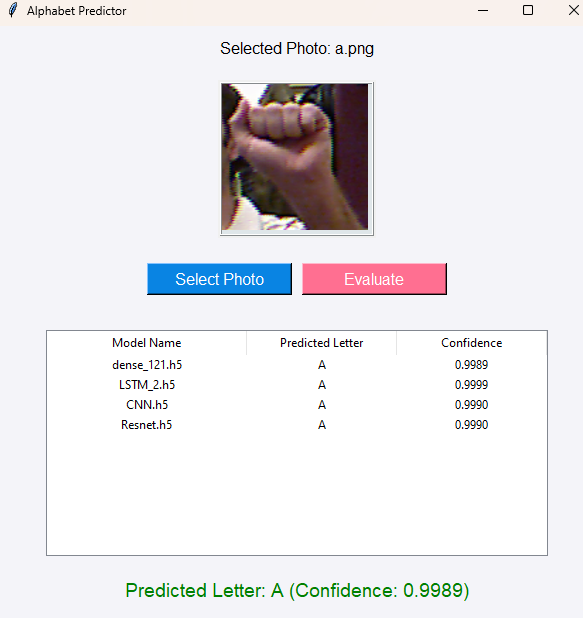 Alphabet Predictor
Selected Photo: a.png
Select Photo Evaluate
Model Name Predicted Letter Confidence
dense_121.h5 A 0.9989
LSTM_2.h5 A 0.9999
CNN.h5 A 0.9990
Resnet.h5 A 0.9990
Predicted Letter: A (Confidence: 0.9989)